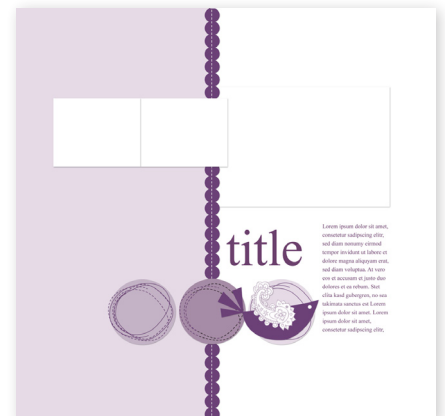 title
Lorem ipsum dolor sit amet,
consetetur sadipscing elitr,
sed diam nonumy eirmod
tempor invidunt ut labore et
dolore magna aliquyam erat,
sed diam voluptua. At vero
eos et accusam et justo duo
dolores et ea rebum. Stet
clita kasd gubergren, no sea
takimata sanctus est Lorem
ipsum dolor sit amet. Lorem
ipsum dolor sit amet,
consetetur sadipscing elitr,